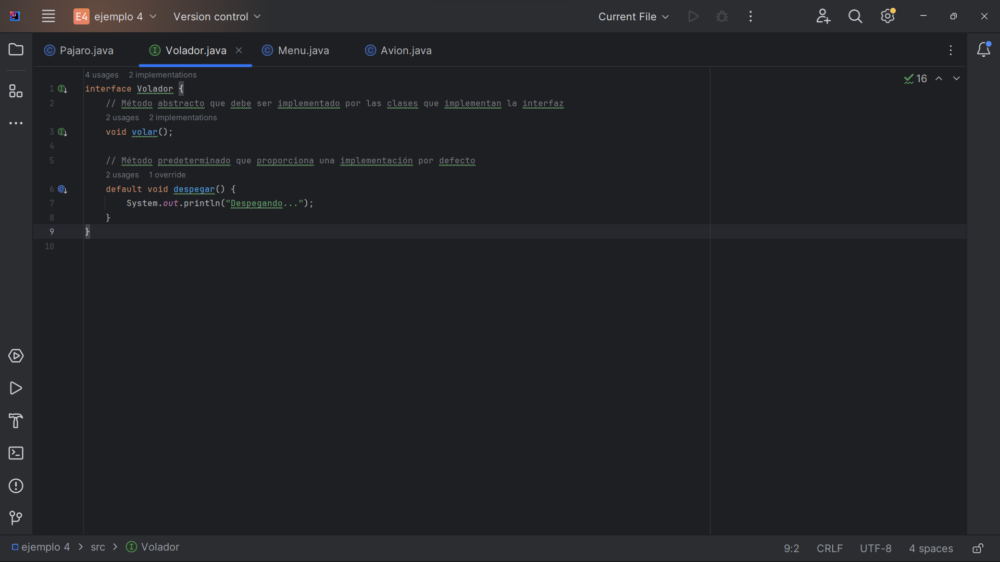 E4 ejemplo 4 Version control Current File
Pajaro.java Volador.java Menu.java Avion.java
4 usages 2 implementations
16
1 interface Volador {
2 // Método abstracto que debe ser implementado por las clases que implementan la interfaz
2 usages 2 implementations
3 void volar();
4
5 // Método predeterminado que proporciona una implementación por defecto
2 usages 1 override
6 default void despegar() {
7 System.out.println("Despegando...");
8 }
9 }
10
ejemplo 4 > src > Volador
9:2 CRLF UTF-8 4 spaces